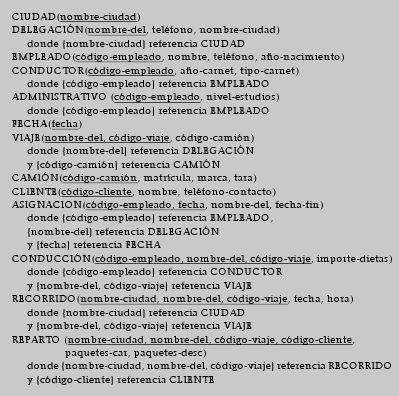 CIUDAD(nombre-ciudad)
DELEGACIÓN(nombre-del, teléfono, nombre-ciudad)
donde {nombre-ciudad} referencia CIUDAD
EMPLEADO(código-empleado, nombre, teléfono, año-nacimiento)
CONDUCTOR(código-empleado, año-carnet, tipo-carnet)
donde {código-empleado} referencia EMPLEADO
ADMINISTRATIVO (código-empleado, nivel-estudios)
donde {código-empleado} referencia EMPLEADO
FECHA(fecha)
VIAJE(nombre-del, código-viaje, código-camión)
donde {nombre-del} referencia DELEGACIÓN
y {código-camión} referencia CAMIÓN
CAMIÓN(código-camión, matrícula, marca, tara)
CLIENTE(código-cliente, nombre, teléfono-contacto)
ASIGNACION(código-empleado, fecha, nombre-del, fecha-fin)
donde {código-empleado} referencia EMPLEADO,
{nombre-del} referencia DELEGACIÓN
y {fecha} referencia FECHA
CONDUCCIÓN(código-empleado, nombre-del, código-viaje, importe-dietas)
donde {código-empleado} referencia CONDUCTOR
y {nombre-del, código-viaje} referencia VIAJE
RECORRIDO(nombre-ciudad, nombre-del, código-viaje, fecha, hora)
donde {nombre-ciudad} referencia CIUDAD
y {nombre-del, código-viaje} referencia VIAJE
REPARTO (nombre-ciudad, nombre-del, código-viaje, código-cliente,
paquetes-car, paquetes-desc)
donde {nombre-ciudad, nombre-del, código-viaje} referencia RECORRIDO
y {código-cliente} referencia CLIENTE